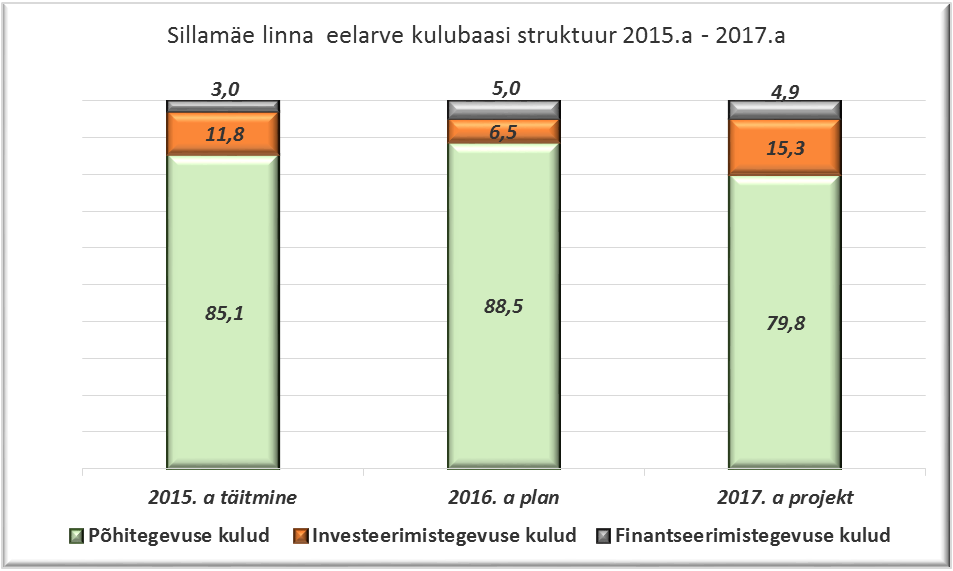 Sillamäe linna eelarve kulubaasi struktuur 2015.a - 2017.a
3,0 5,0 4,9
11,8 6,5 15,3
85,1 88,5 79,8
2015. a täitmine 2016. a plan 2017. a projekt
Põhitegevuse kulud Investeerimistegevuse kulud Finantseerimistegevuse kulud